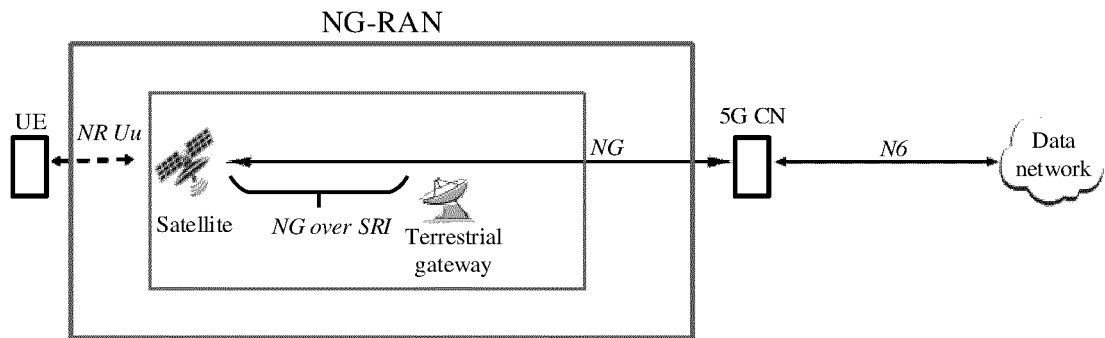 NG-RAN
UE
NR Uu
5G CN
NG
N6
Data
network
Satellite
NG over SRI
Terrestrial
gateway